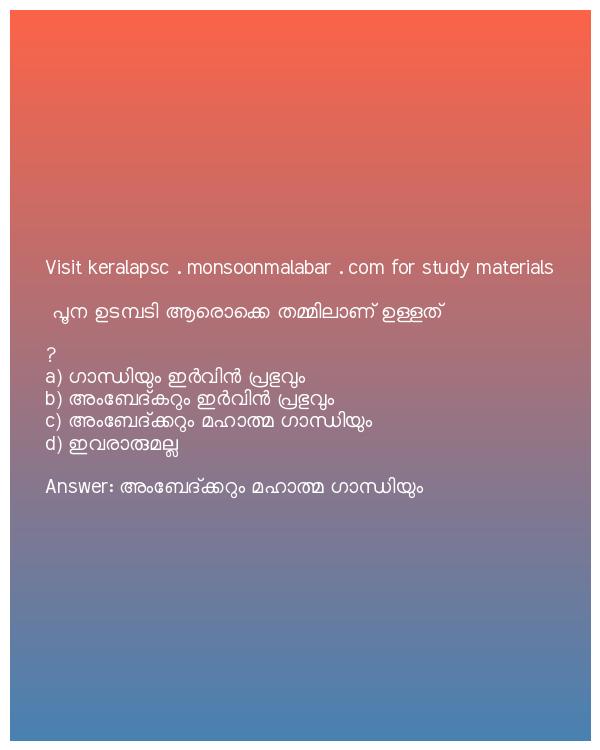 Visit keralapsc . monsoonmalabar . com for study materials
പൂന ഉടമ്പടി ആരൊക്കെ തമ്മിലാണ് ഉള്ളത്
?
a) ഗാന്ധിയും ഇർവിൻ പ്രഭുവും
b) അംബേദ്കറും ഇർവിൻ പ്രഭുവും
c) അംബേദ്ക്കറും മഹാത്മ ഗാന്ധിയും
d) ഇവരാരുമല്ല
Answer: അംബേദ്ക്കറും മഹാത്മ ഗാന്ധിയും